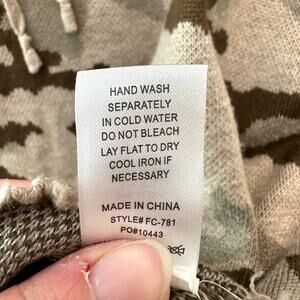 HAND WASH
SEPARATELY
IN COLD WATER
DO NOT BLEACH
LAY FLAT TO DRY
COOL IRON IF
NECESSARY
MADE IN CHINA
STYLE# FC-781
PO#10443